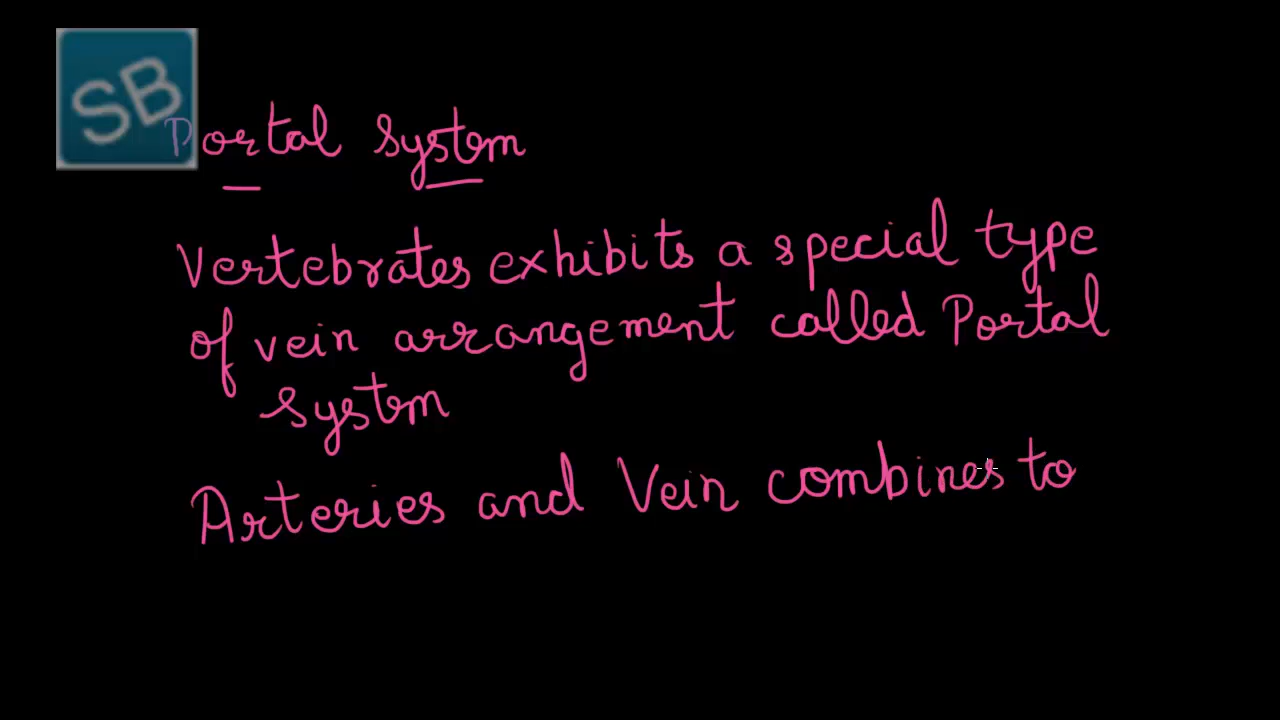 SB
Portal System
Vertebrates exhibits a special type
of vein arrangement called Portal
System
Arteries and Vein combines to